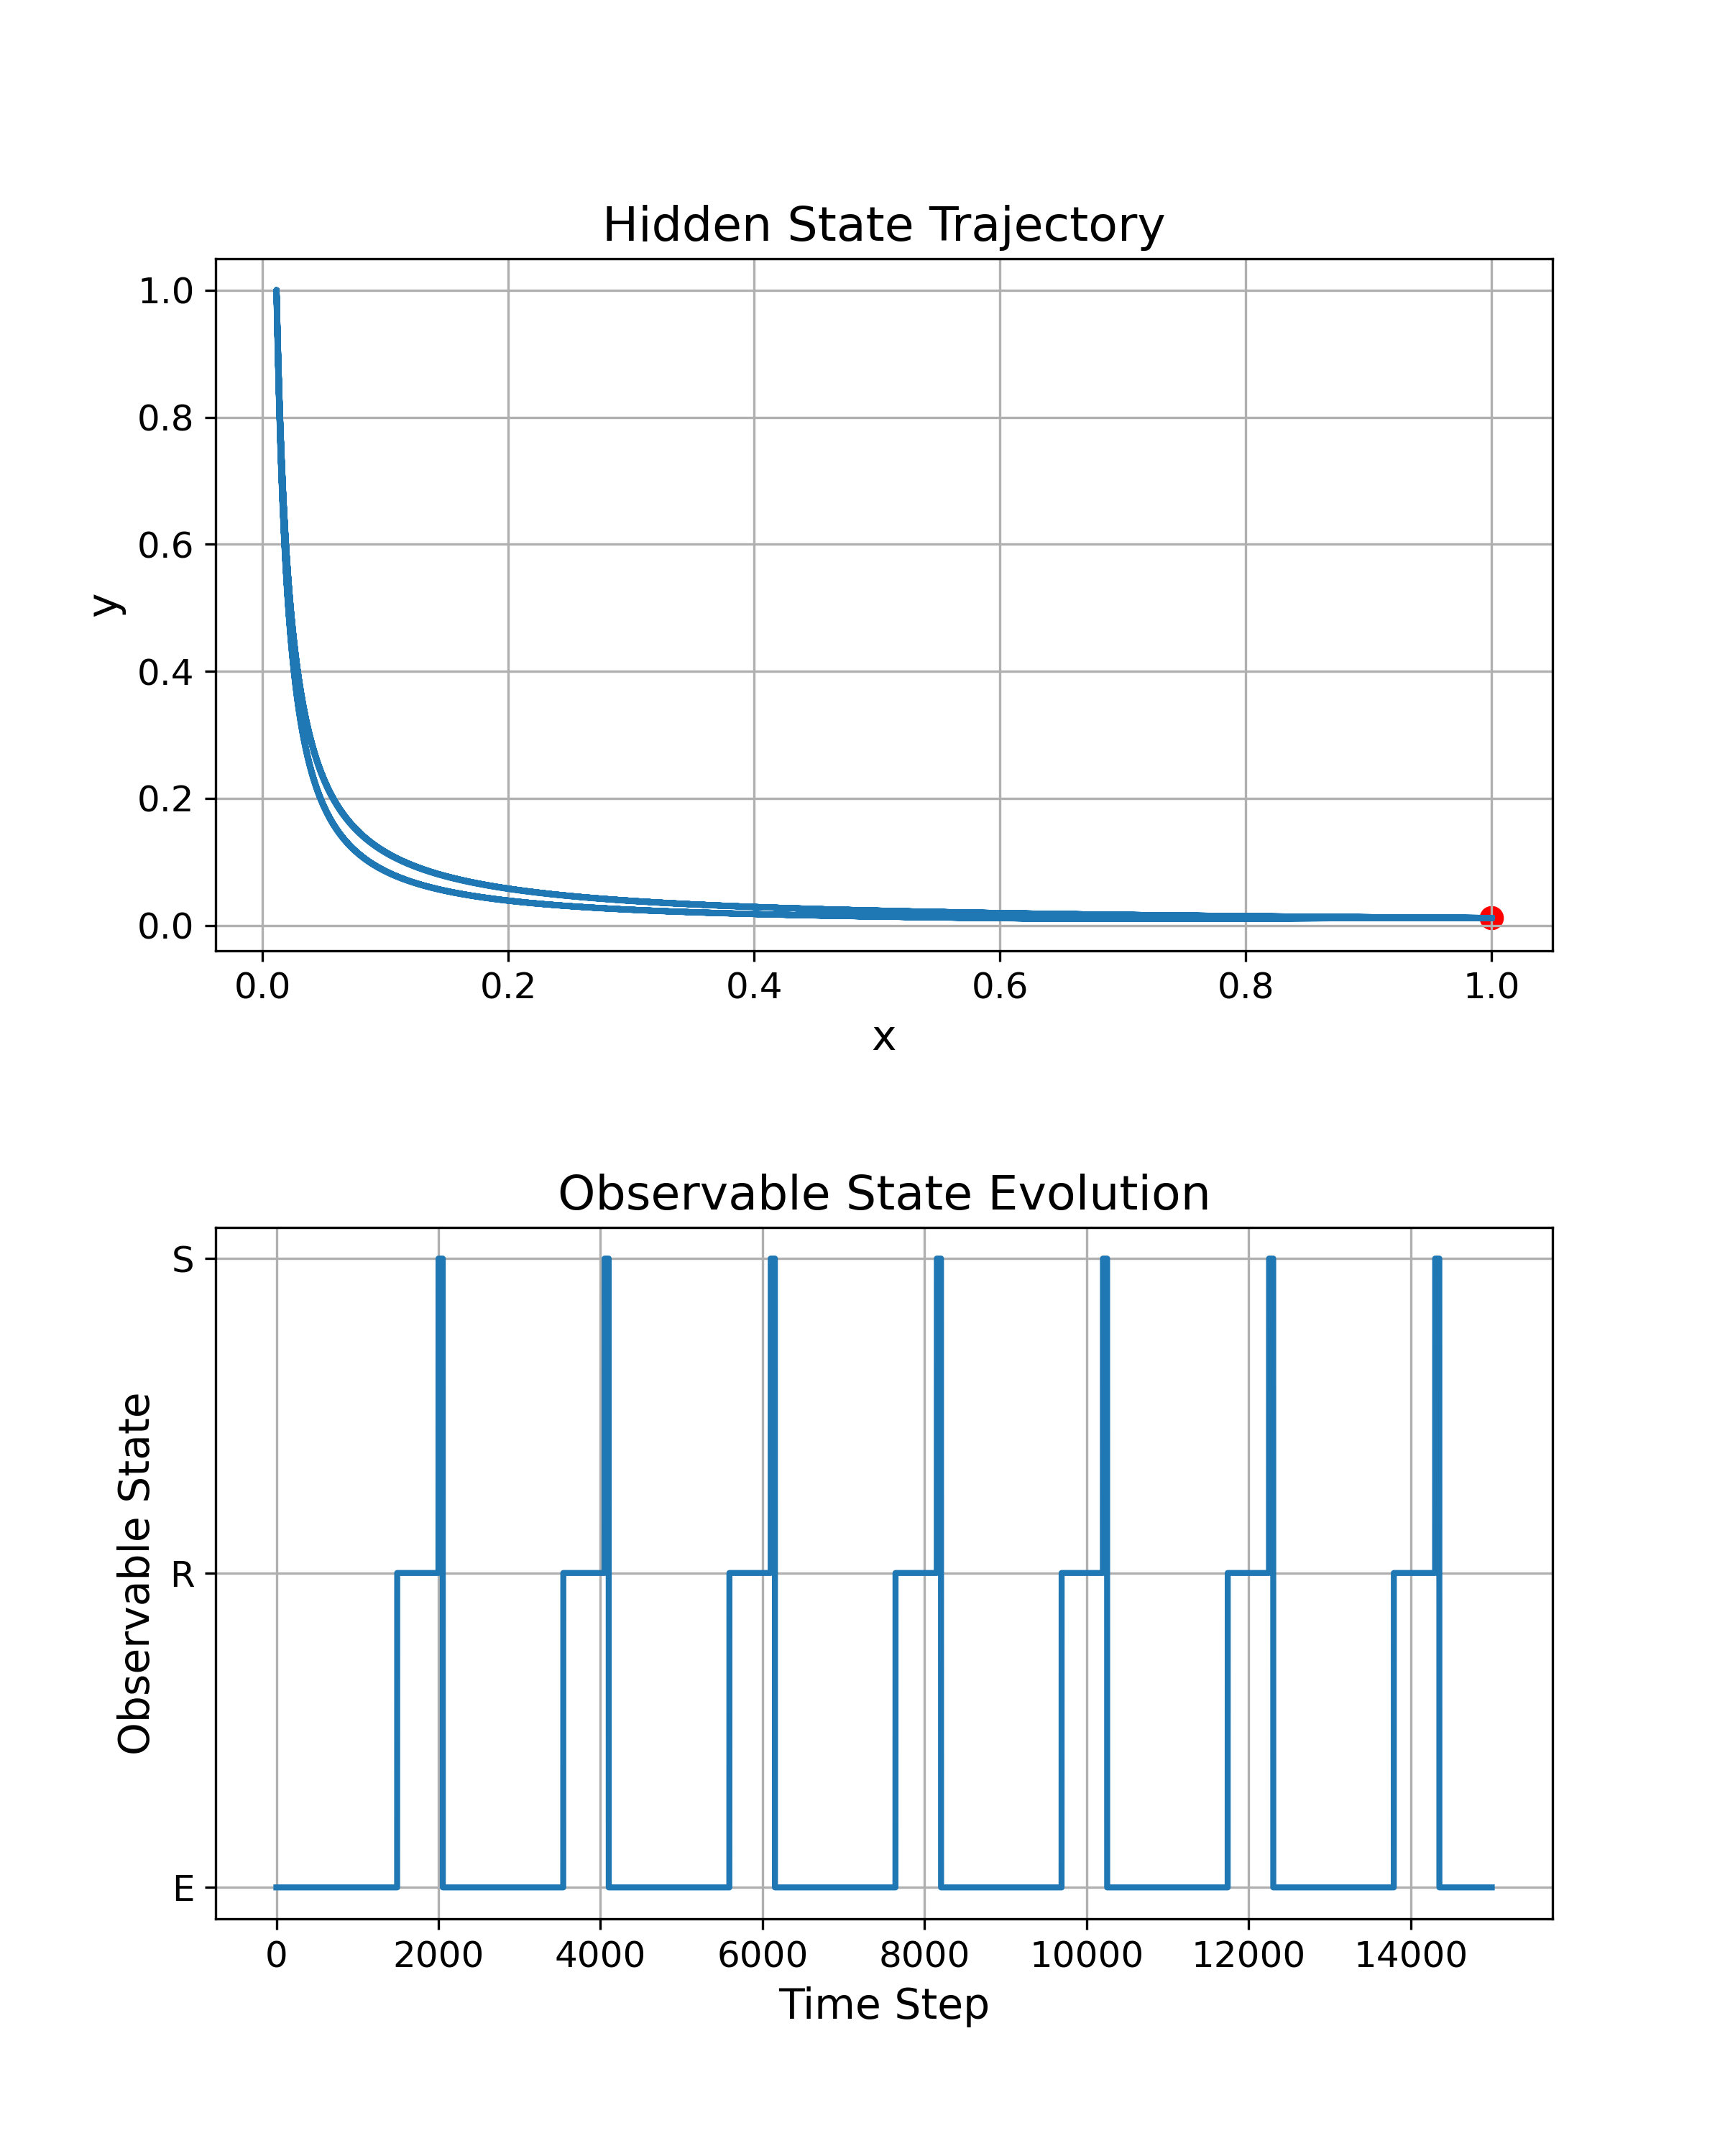 Hidden State Trajectory
1.0
0.8
0.6
0.4
0.2
0.0
y
0.0 0.2 0.4 0.6 0.8 1.0
x
Observable State Evolution
S
R
E
Observable State
0 2000 4000 6000 8000 10000 12000 14000
Time Step